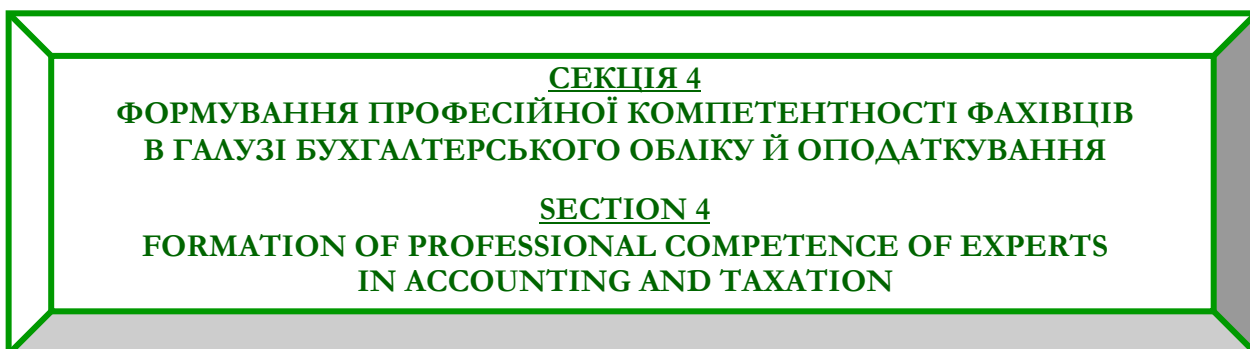 СЕКЦІЯ 4
ФОРМУВАННЯ ПРОФЕСІЙНОЇ КОМПЕТЕНТНОСТІ ФАХІВЦІВ
В ГАЛУЗІ БУХГАЛТЕРСЬКОГО ОБЛІКУ Й ОПОДАТКУВАННЯ
SECTION 4
FORMATION OF PROFESSIONAL COMPETENCE OF EXPERTS
IN ACCOUNTING AND TAXATION